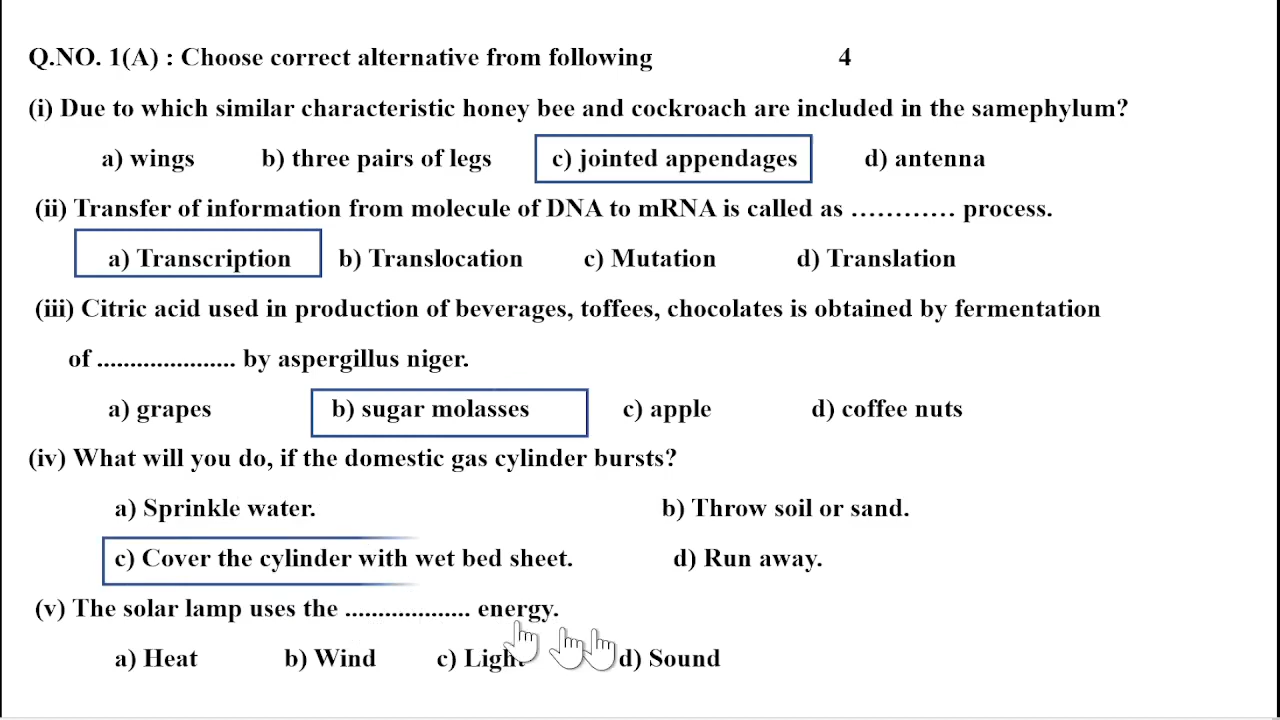 Q.NO. 1(A) : Choose correct alternative from following 4
(i) Due to which similar characteristic honey bee and cockroach are included in the samephylum?
a) wings b) three pairs of legs c) jointed appendages d) antenna
(ii) Transfer of information from molecule of DNA to mRNA is called as ………… process.
a) Transcription b) Translocation c) Mutation d) Translation
(iii) Citric acid used in production of beverages, toffees, chocolates is obtained by fermentation
of ..................... by aspergillus niger.
a) grapes b) sugar molasses c) apple d) coffee nuts
(iv) What will you do, if the domestic gas cylinder bursts?
a) Sprinkle water. b) Throw soil or sand.
c) Cover the cylinder with wet bed sheet. d) Run away.
(v) The solar lamp uses the ................... energy.
a) Heat b) Wind c) Light d) Sound